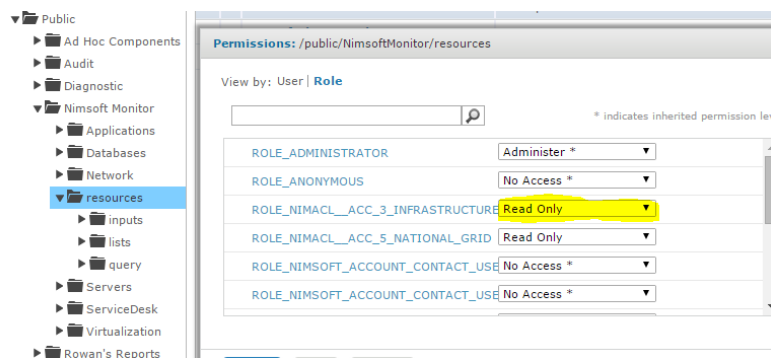 Public
Ad Hoc Components
Audit
Diagnostic
Nimsoft Monitor
Applications
Databases
Network
resources
inputs
lists
query
Servers
ServiceDesk
Virtualization
Rowan's Reports
Permissions: /public/NimsoftMonitor/resources
View by: User | Role
* indicates inherited permission lev
ROLE_ADMINISTRATOR Administer *
ROLE_ANONYMOUS No Access *
ROLE_NIMACL__ACC_3_INFRASTRUCTURE Read Only
ROLE_NIMACL__ACC_5_NATIONAL_GRID Read Only
ROLE_NIMSOFT_ACCOUNT_CONTACT_USE No Access *
ROLE_NIMSOFT_ACCOUNT_CONTACT_USE No Access *